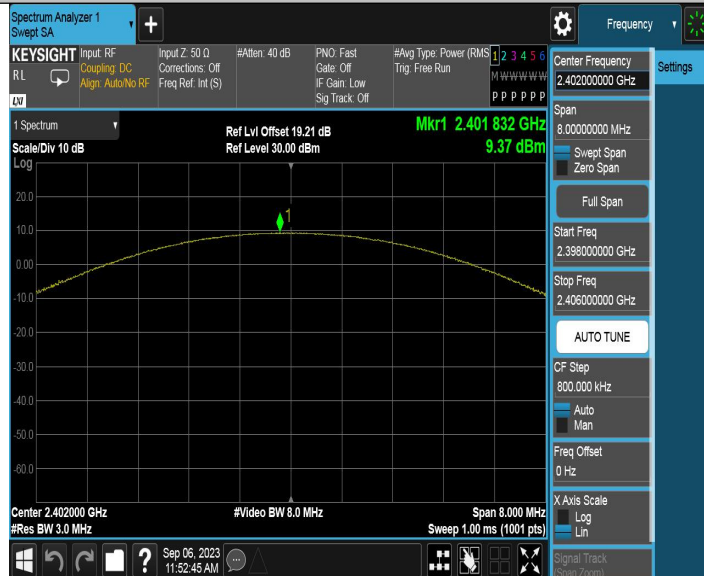 Spectrum Analyzer 1
Swept SA
Frequency
KEYSIGHT
RL
LXI
Input: RF
Coupling: DC
Align: Auto/No RF
Input Z: 50 Ω
Corrections: Off
Freq Ref: Int (S)
#Atten: 40 dB
PNO: Fast
Gate: Off
IF Gain: Low
Sig Track: Off
#Avg Type: Power (RMS
Trig: Free Run
1 2 3 4 5 6
M W W W W W
P P P P P P
1 Spectrum
Scale/Div 10 dB
Log
Ref Lvl Offset 19.21 dB
Ref Level 30.00 dBm
Mkr1 2.401 832 GHz
9.37 dBm
1
20.0
10.0
0.00
-10.0
-20.0
-30.0
-40.0
-50.0
-60.0
Center 2.402000 GHz
#Res BW 3.0 MHz
#Video BW 8.0 MHz
Span 8.000 MHz
Sweep 1.00 ms (1001 pts)
?
Sep 06, 2023
11:52:45 AM
Center Frequency
2.402000000 GHz
Settings
Span
8.00000000 MHz
Swept Span
Zero Span
Full Span
Start Freq
2.398000000 GHz
Stop Freq
2.406000000 GHz
AUTO TUNE
CF Step
800.000 kHz
Auto
Man
Freq Offset
0 Hz
X Axis Scale
Log
Lin
Signal Track
(Span Zoom)